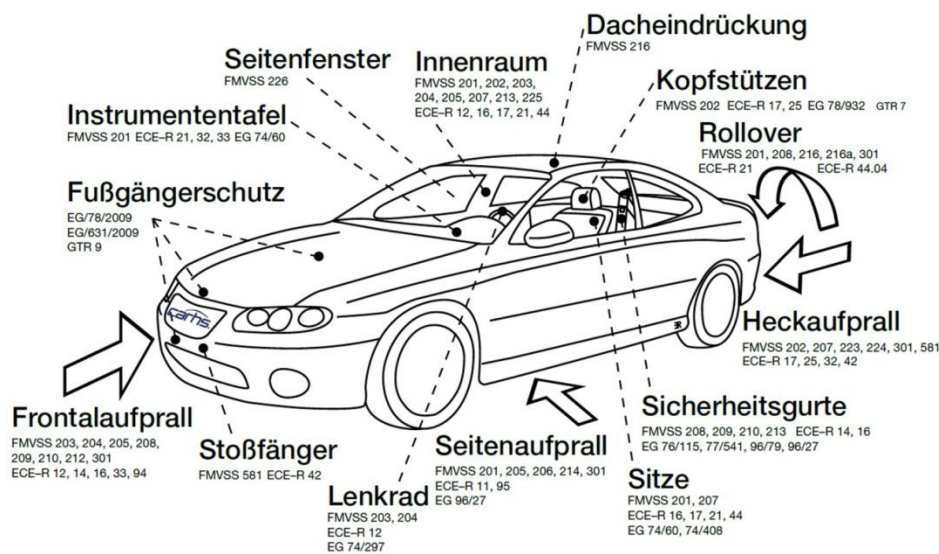 Dacheindrückung
FMVSS 216
Seitenfenster
FMVSS 226
Innenraum
FMVSS 201, 202, 203,
204, 205, 207, 213, 225
ECE–R 12, 16, 17, 21, 44
Kopfstützen
FMVSS 202 ECE–R 17, 25 EG 78/932 GTR 7
Instrumententafel
FMVSS 201 ECE–R 21, 32, 33 EG 74/60
Rollover
FMVSS 201, 208, 216, 216a, 301
ECE–R 21 ECE–R 44.04
Fußgängerschutz
EG/78/2009
EG/631/2009
GTR 9
carhs.
Heckaufprall
FMVSS 202, 207, 223, 224, 301, 581
ECE–R 17, 25, 32, 42
Frontalaufprall
FMVSS 203, 204, 205, 208,
209, 210, 212, 301
ECE–R 12, 14, 16, 33, 94
Stoßfänger
FMVSS 581 ECE–R 42
Lenkrad
FMVSS 203, 204
ECE–R 12
EG 74/297
Seitenaufprall
FMVSS 201, 205, 206, 214, 301
ECE–R 11, 95
EG 96/27
Sicherheitsgurte
FMVSS 208, 209, 210, 213 ECE–R 14, 16
EG 76/115, 77/541, 96/79, 96/27
Sitze
FMVSS 201, 207
ECE–R 16, 17, 21, 44
EG 74/60, 74/408